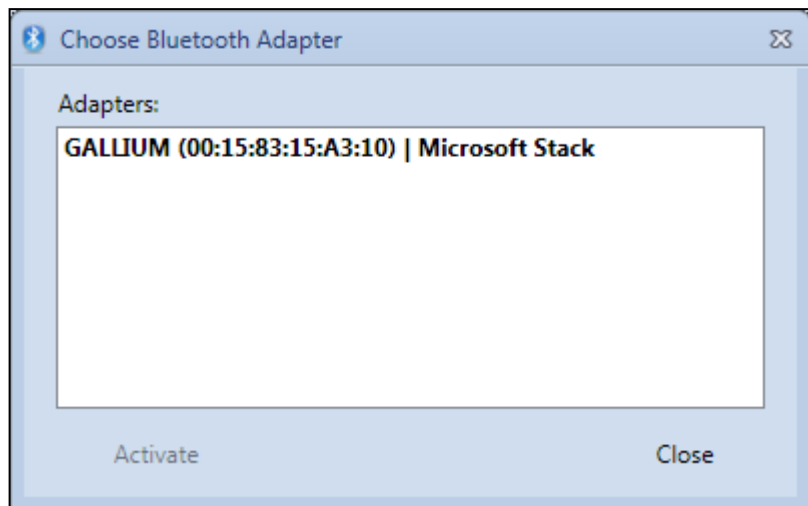 Choose Bluetooth Adapter
Adapters:
GALLIUM (00:15:83:15:A3:10) | Microsoft Stack
Activate
Close